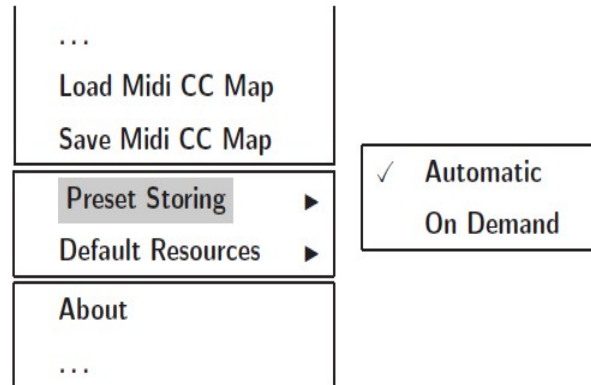 ...
Load Midi CC Map
Save Midi CC Map
Preset Storing ▶
Default Resources ▶
About
...
✓ Automatic
On Demand